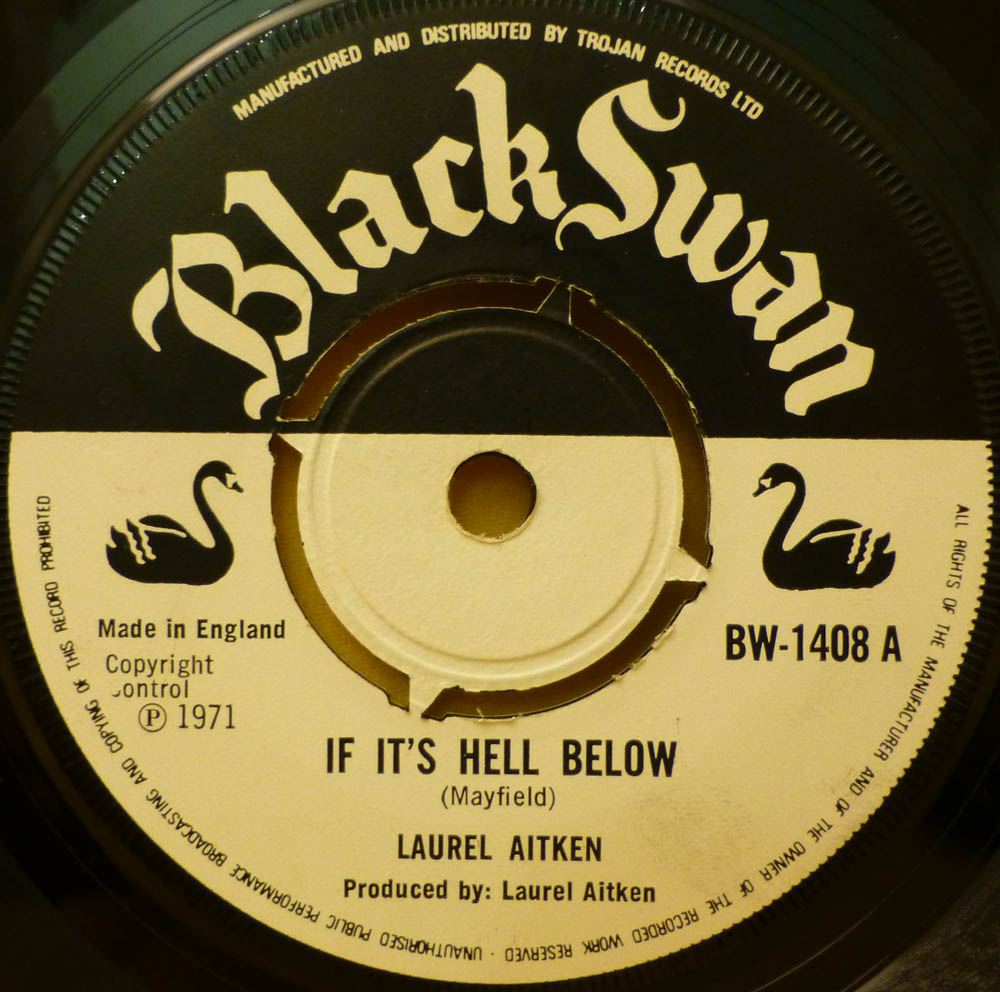 MANUFACTURED AND DISTRIBUTED BY TROJAN RECORDS LTD
Black Swan
Made in England
Copyright
Control
℗ 1971
BW-1408 A
IF IT'S HELL BELOW
(Mayfield)
LAUREL AITKEN
Produced by: Laurel Aitken
ALL RIGHTS OF THE MANUFACTURER AND OF THE OWNER OF THE RECORDED WORK RESERVED · UNAUTHORISED PUBLIC PERFORMANCE BROADCASTING AND COPYING OF THIS RECORD PROHIBITED